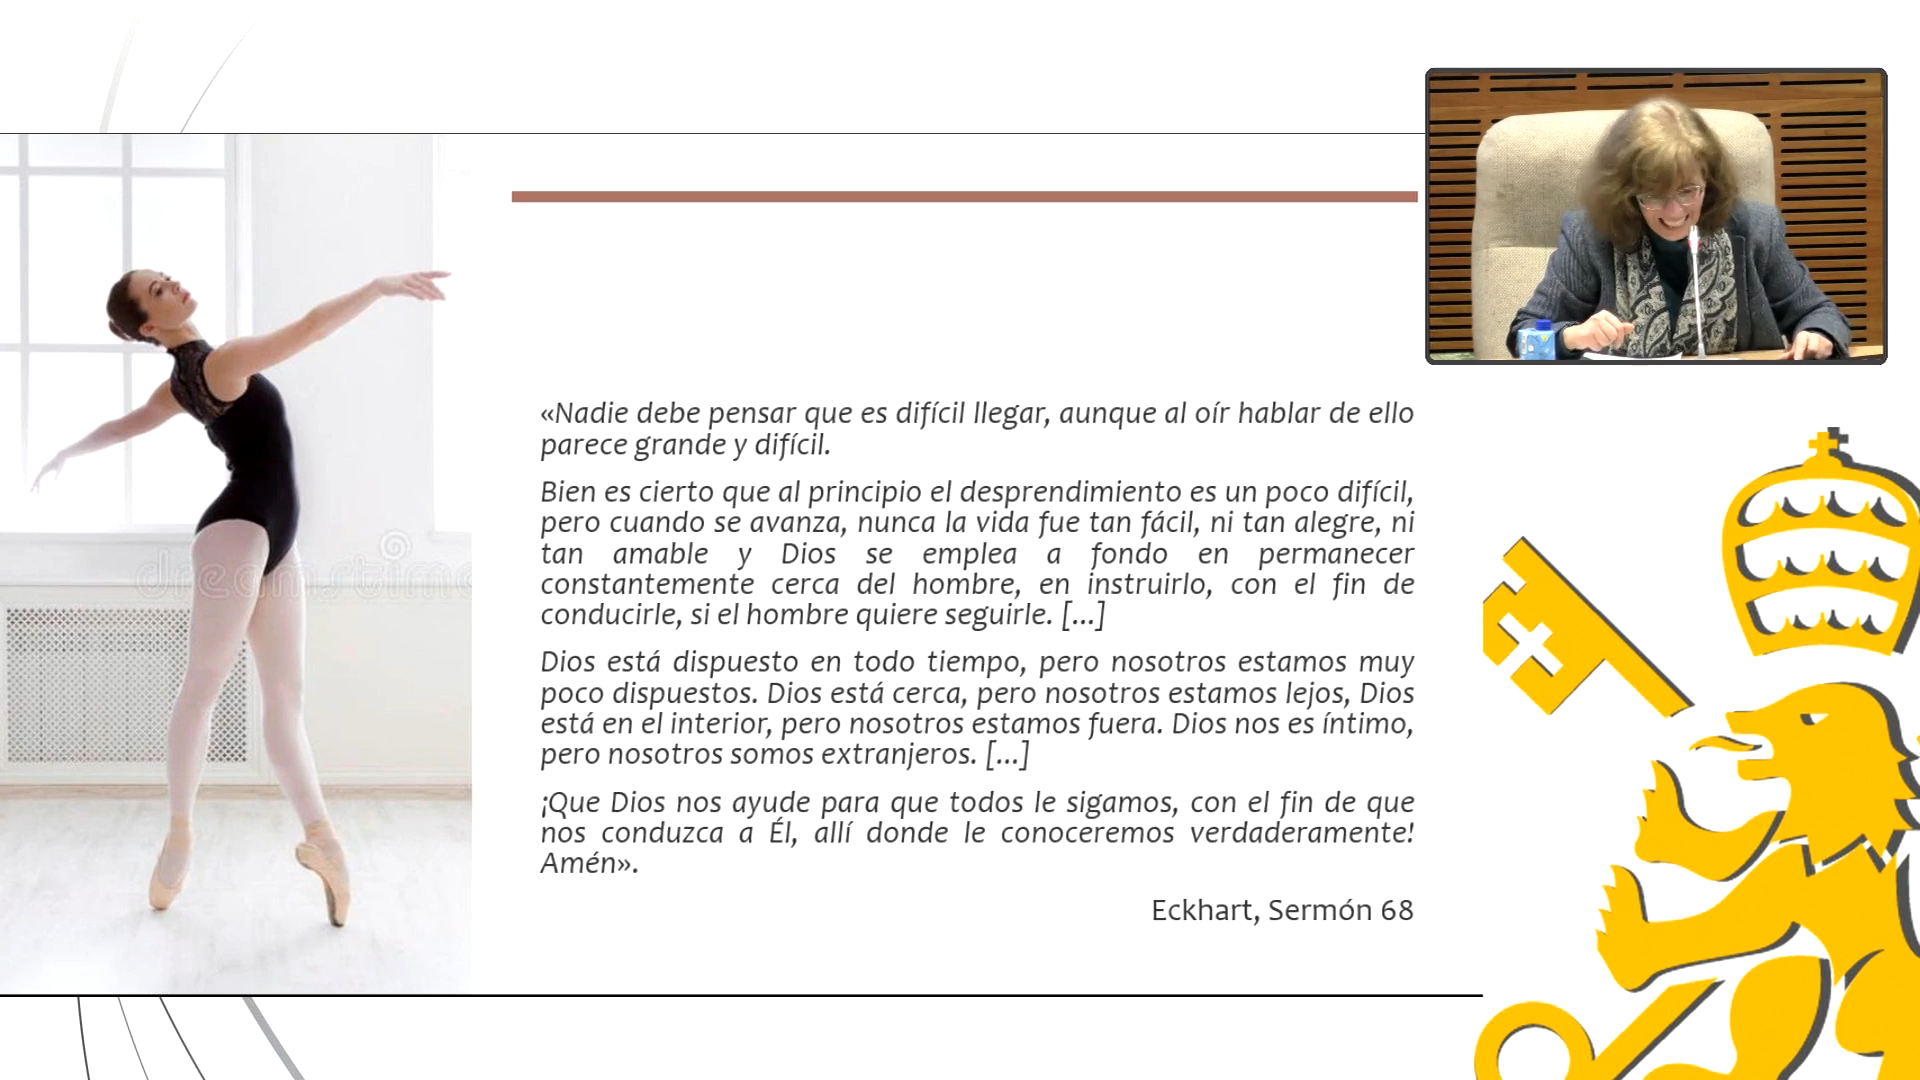 «Nadie debe pensar que es difícil llegar, aunque al oír hablar de ello
parece grande y difícil.
Bien es cierto que al principio el desprendimiento es un poco difícil,
pero cuando se avanza, nunca la vida fue tan fácil, ni tan alegre, ni
tan amable y Dios se emplea a fondo en permanecer
constantemente cerca del hombre, en instruirlo, con el fin de
conducirle, si el hombre quiere seguirle. [...]
Dios está dispuesto en todo tiempo, pero nosotros estamos muy
poco dispuestos. Dios está cerca, pero nosotros estamos lejos, Dios
está en el interior, pero nosotros estamos fuera. Dios nos es íntimo,
pero nosotros somos extranjeros. [...]
¡Que Dios nos ayude para que todos le sigamos, con el fin de que
nos conduzca a Él, allí donde le conoceremos verdaderamente!
Amén».
Eckhart, Sermón 68
dreamstime